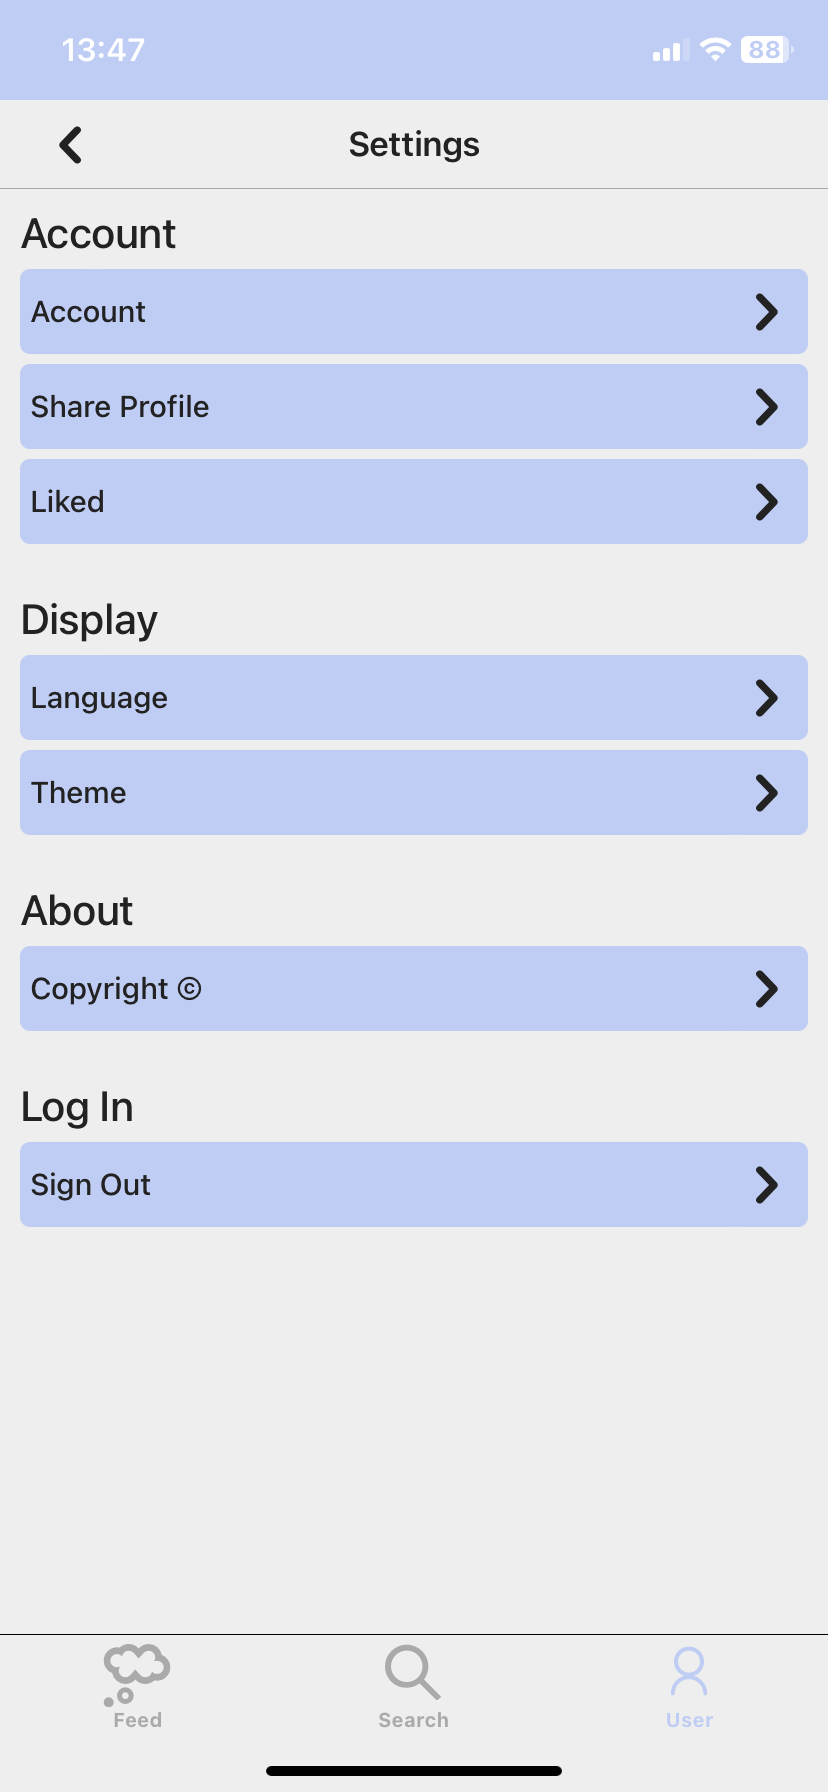 13:47
88
Settings
Account
Account
Share Profile
Liked
Display
Language
Theme
About
Copyright ©
Log In
Sign Out
Feed
Search
User